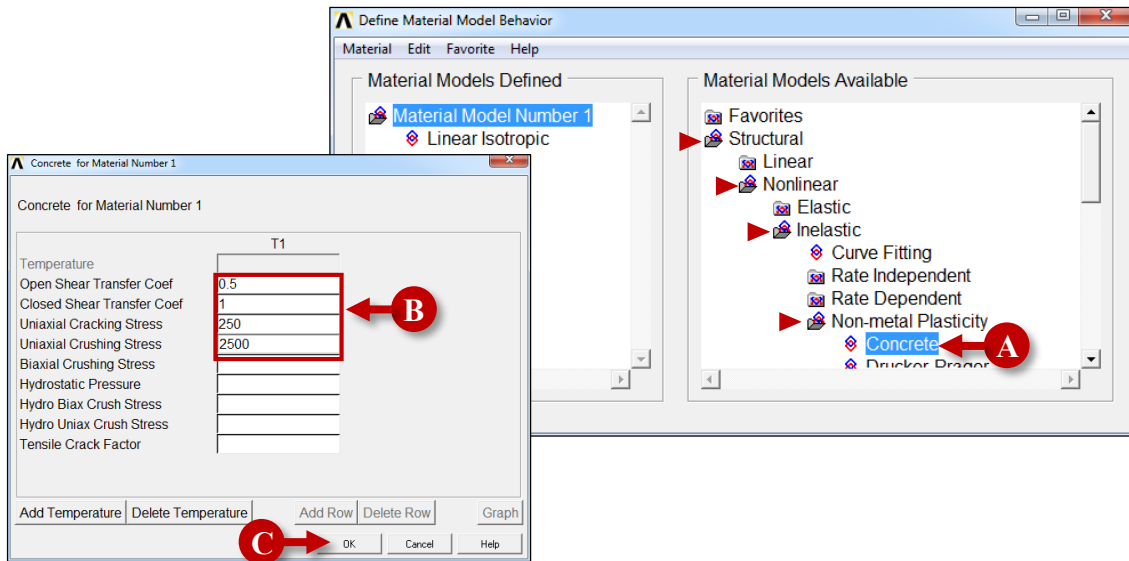 Define Material Model Behavior
Material Edit Favorite Help
Material Models Defined
Material Model Number 1
Linear Isotropic
Material Models Available
Favorites
Structural
Linear
Nonlinear
Elastic
Inelastic
Curve Fitting
Rate Independent
Rate Dependent
Non-metal Plasticity
Concrete
A
Drucker-Prager
Concrete for Material Number 1
Concrete for Material Number 1
T1
Temperature
Open Shear Transfer Coef 0.5
Closed Shear Transfer Coef 1
Uniaxial Cracking Stress 250
Uniaxial Crushing Stress 2500
B
Biaxial Crushing Stress
Hydrostatic Pressure
Hydro Biax Crush Stress
Hydro Uniax Crush Stress
Tensile Crack Factor
Add Temperature Delete Temperature Add Row Delete Row Graph
C
OK Cancel Help